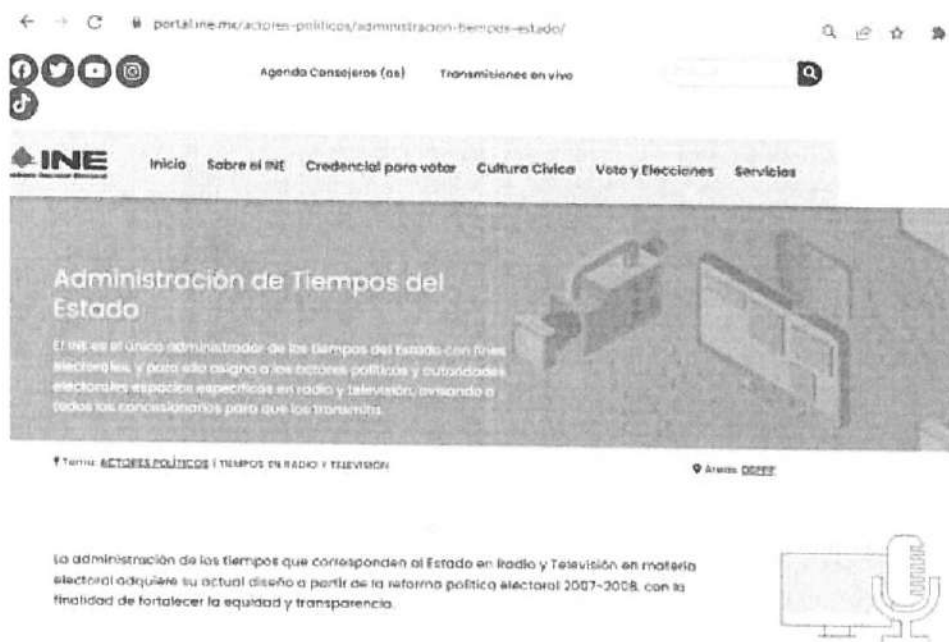 portal.ine.mx/actores-politicos/administracion-tiempos-estado/
Agenda Consejeros (as) Transmisiones en vivo
INE
Inicio Sobre el INE Credencial para votar Cultura Cívica Voto y Elecciones Servicios
Administración de Tiempos del
Estado
El INE es el único administrador de los tiempos del Estado con fines
electorales, y para ello asigna a los actores políticos y autoridades
electorales espacios específicos en radio y televisión, avisando a
todos los concesionarios para que los transmita.
Tema: ACTORES POLÍTICOS | TIEMPOS EN RADIO Y TELEVISIÓN
Áreas: DEPPP
La administración de los tiempos que corresponden al Estado en Radio y Televisión en materia
electoral adquiere su actual diseño a partir de la reforma política electoral 2007-2008, con la
finalidad de fortalecer la equidad y transparencia.